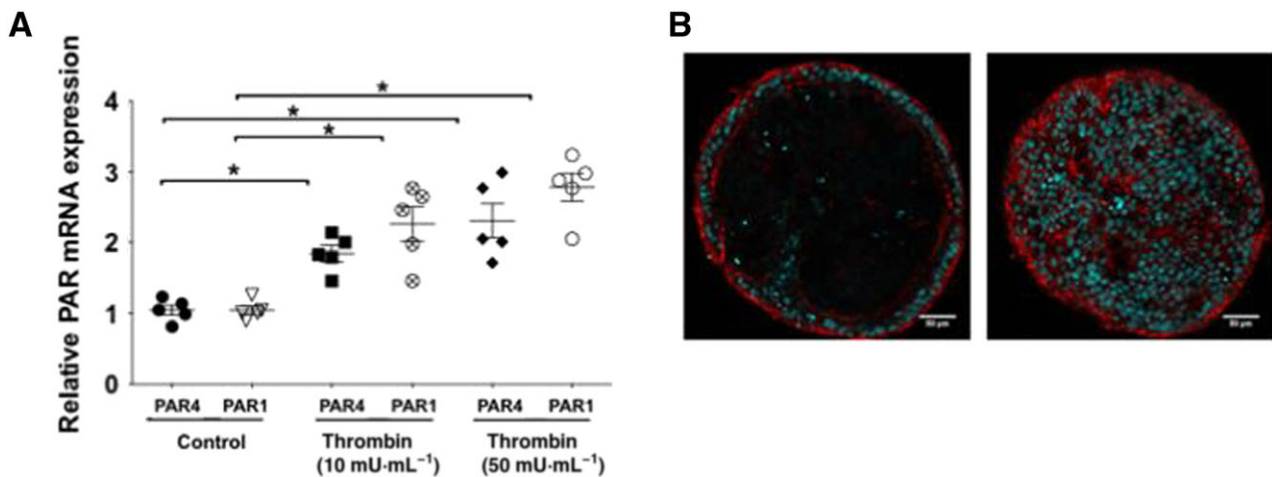 A
B
Relative PAR mRNA expression
4
3
2
1
0
*
*
*
*
PAR4 PAR1 PAR4 PAR1 PAR4 PAR1
Control Thrombin Thrombin
(10 mU·mL⁻¹) (50 mU·mL⁻¹)